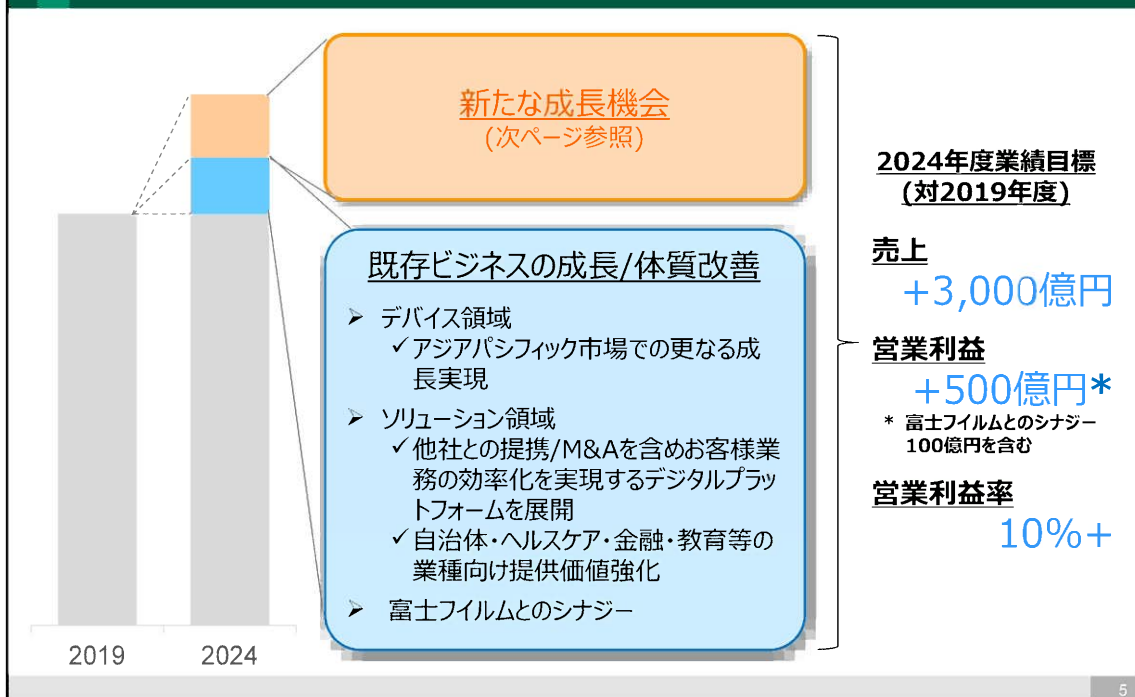 新たな成長機会
(次ページ参照)
既存ビジネスの成長/体質改善
➢ デバイス領域
✓アジアパシフィック市場での更なる成
長実現
➢ ソリューション領域
✓他社との提携/M&Aを含めお客様業
務の効率化を実現するデジタルプラッ
トフォームを展開
✓自治体・ヘルスケア・金融・教育等の
業種向け提供価値強化
➢ 富士フイルムとのシナジー
2019
2024
2024年度業績目標
(対2019年度)
売上
+3,000億円
営業利益
+500億円*
* 富士フイルムとのシナジー
100億円を含む
営業利益率
10%+
5